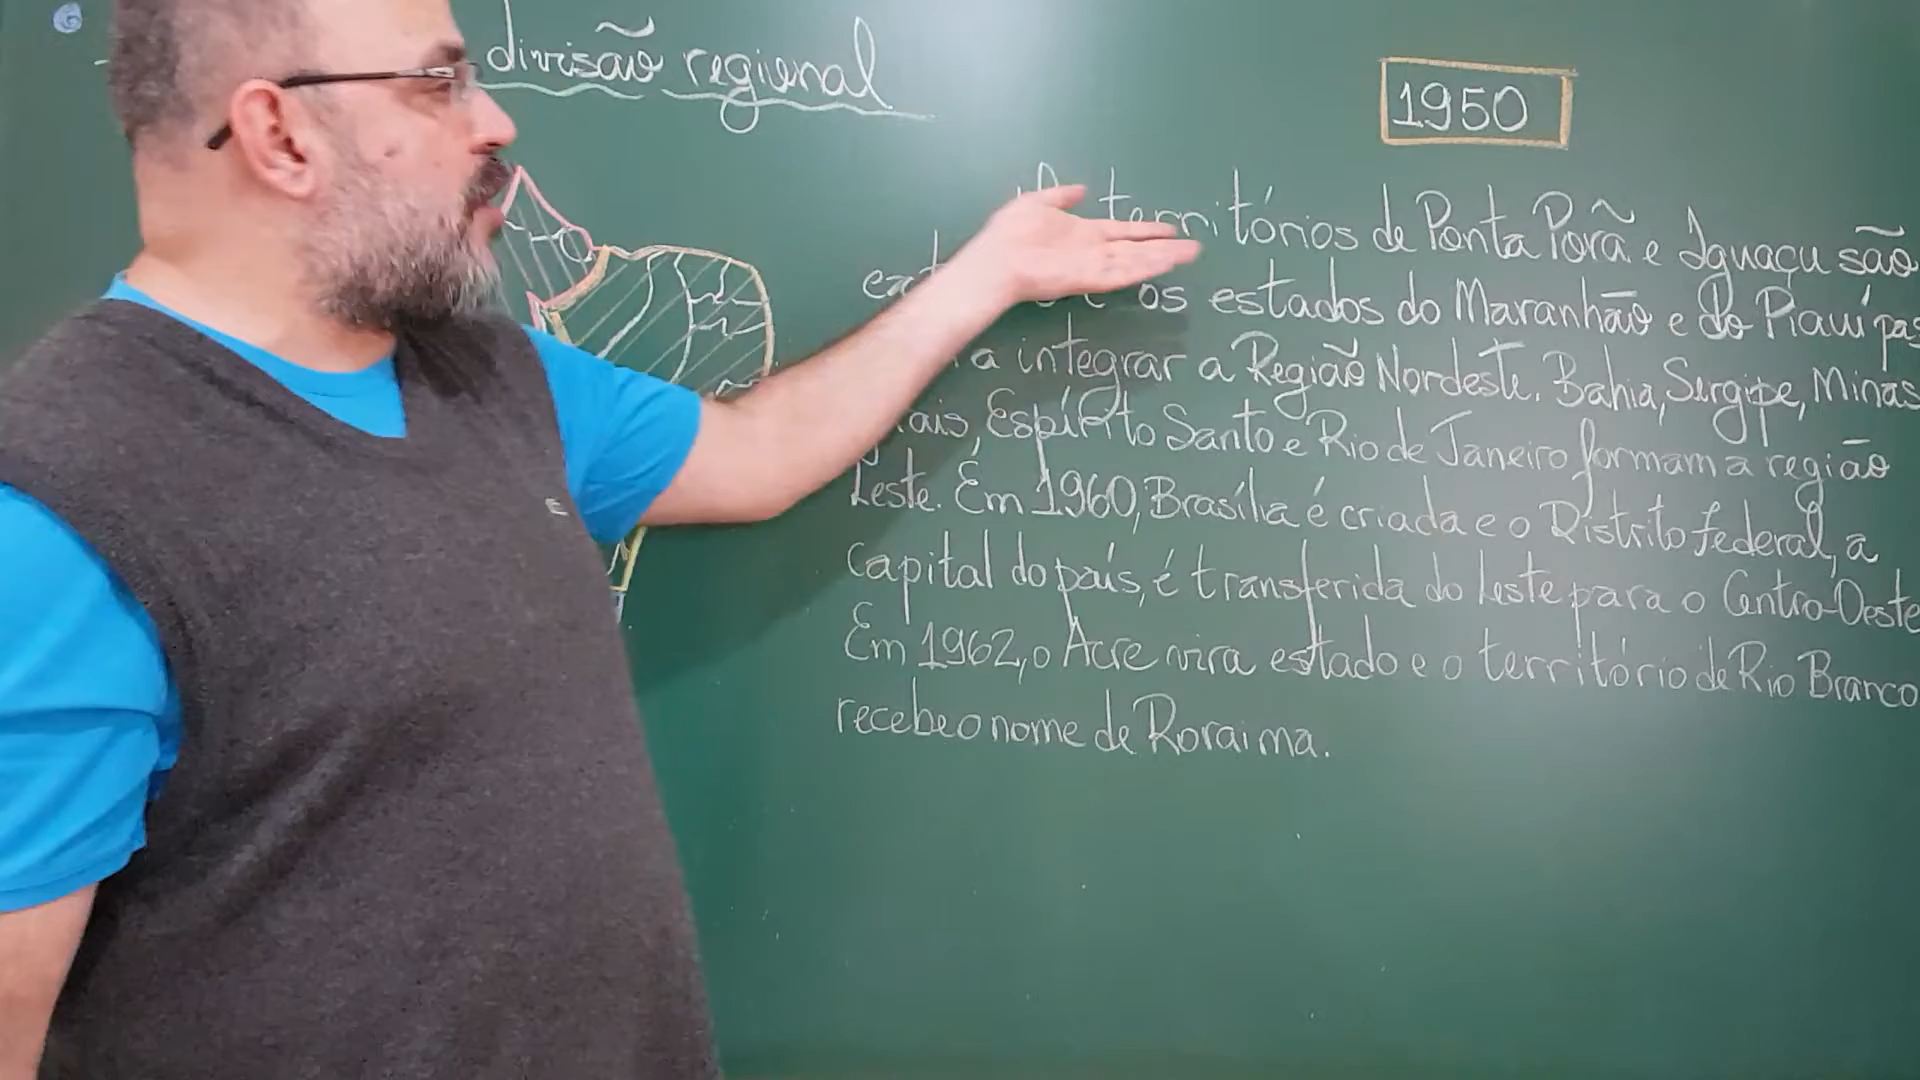 divisão regional
1950
territórios de Ponta Porã e Iguaçu são
os estados do Maranhão e do Piauí pas
a integrar a Região Nordeste. Bahia, Sergipe, Minas
ais, Espírito Santo e Rio de Janeiro formam a região
Leste. Em 1960, Brasília é criada e o Distrito Federal, a
capital do país, é transferida do Leste para o Centro-Oeste
Em 1962, o Acre vira estado e o território de Rio Branco
recebe o nome de Roraima.